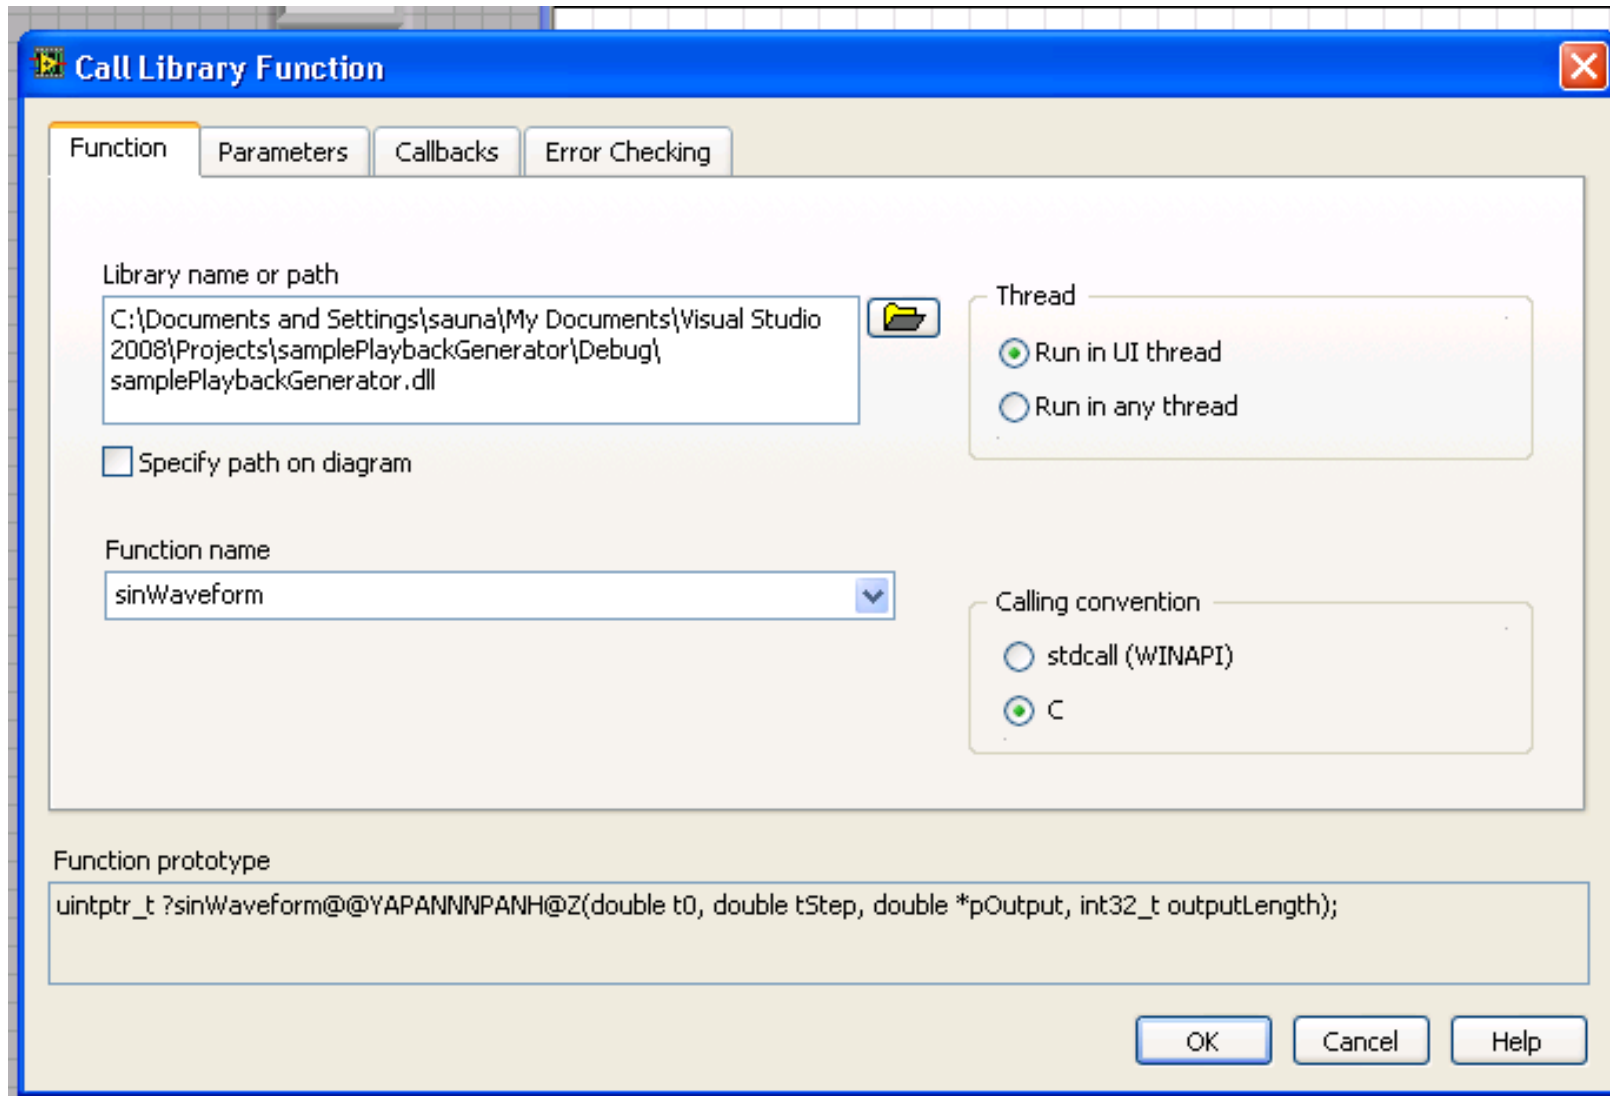 Call Library Function
Function
Parameters
Callbacks
Error Checking
Library name or path
C:\Documents and Settings\sauna\My Documents\Visual Studio
2008\Projects\samplePlaybackGenerator\Debug\
samplePlaybackGenerator.dll
Specify path on diagram
Thread
Run in UI thread
Run in any thread
Function name
sinWaveform
Calling convention
stdcall (WINAPI)
C
Function prototype
uintptr_t ?sinWaveform@@YAPANNNPANH@Z(double t0, double tStep, double *pOutput, int32_t outputLength);
OK
Cancel
Help